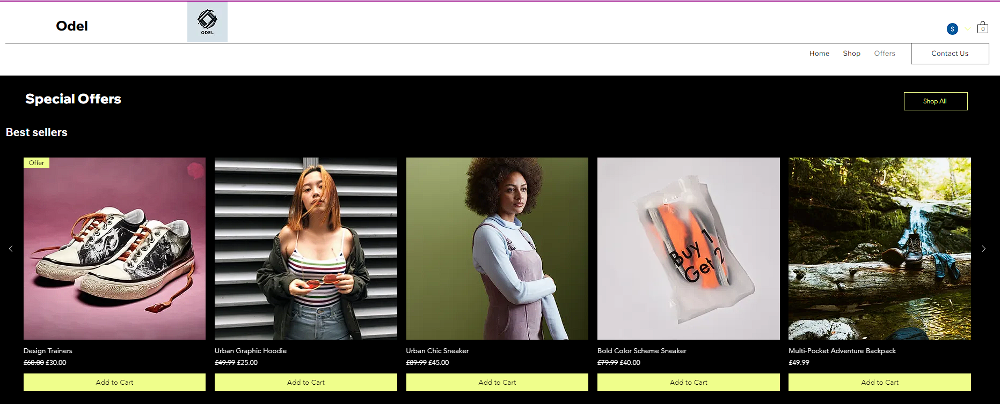 Odel
ODEL
S
0
Home Shop Offers Contact Us
Special Offers
Shop All
Best sellers
Offer
Buy 1
Get 2
Design Trainers
£60.00 £30.00
Add to Cart
Urban Graphic Hoodie
£49.99 £25.00
Add to Cart
Urban Chic Sneaker
£89.99 £45.00
Add to Cart
Bold Color Scheme Sneaker
£79.99 £40.00
Add to Cart
Multi-Pocket Adventure Backpack
£49.99
Add to Cart